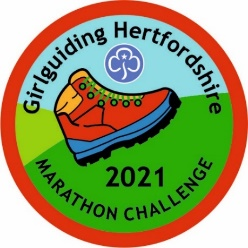 Girlguiding Hertfordshire
2021
MARATHON CHALLENGE